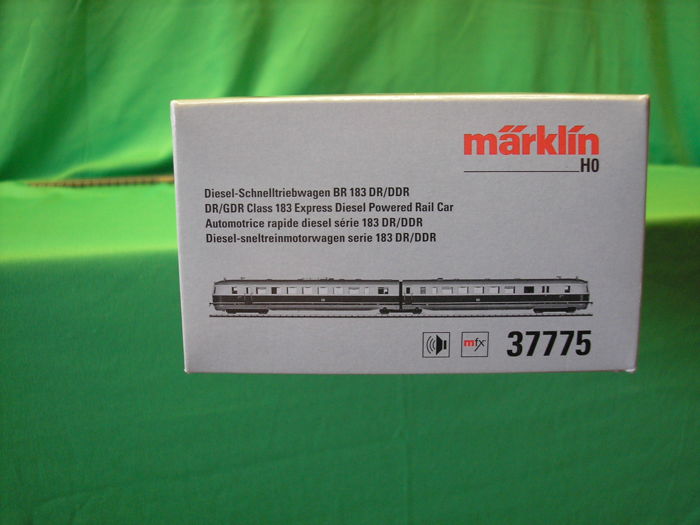 märklin
H0
Diesel-Schnelltriebwagen BR 183 DR/DDR
DR/GDR Class 183 Express Diesel Powered Rail Car
Automotrice rapide diesel série 183 DR/DDR
Diesel-sneltreinmotorwagen serie 183 DR/DDR
mfx
37775